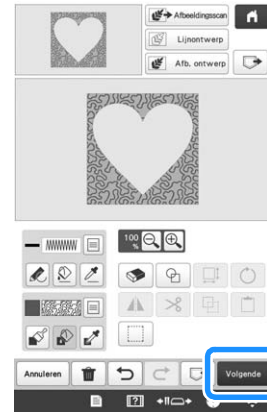 Afbeeldingsscan
Lijnontwerp
Afb. ontwerp
100 %
Annuleren
Volgende